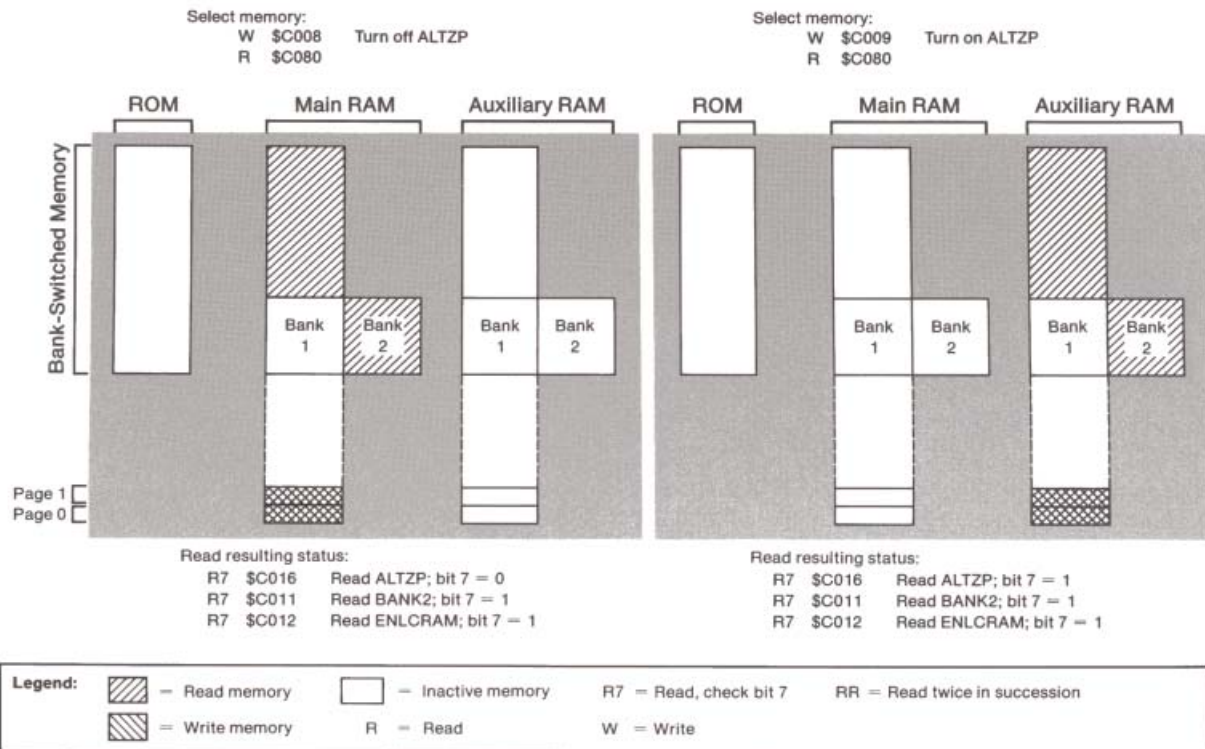 Select memory:
W $C008 Turn off ALTZP
R $C080
ROM Main RAM Auxiliary RAM
Bank-Switched Memory
Bank 1
Bank 2
Bank 1
Bank 2
Page 1
Page 0
Read resulting status:
R7 $C016 Read ALTZP; bit 7 = 0
R7 $C011 Read BANK2; bit 7 = 1
R7 $C012 Read ENLCRAM; bit 7 = 1
Select memory:
W $C009 Turn on ALTZP
R $C080
ROM Main RAM Auxiliary RAM
Bank 1
Bank 2
Bank 1
Bank 2
Read resulting status:
R7 $C016 Read ALTZP; bit 7 = 1
R7 $C011 Read BANK2; bit 7 = 1
R7 $C012 Read ENLCRAM; bit 7 = 1
Legend: = Read memory = Inactive memory R7 = Read, check bit 7 RR = Read twice in succession
= Write memory R = Read W = Write